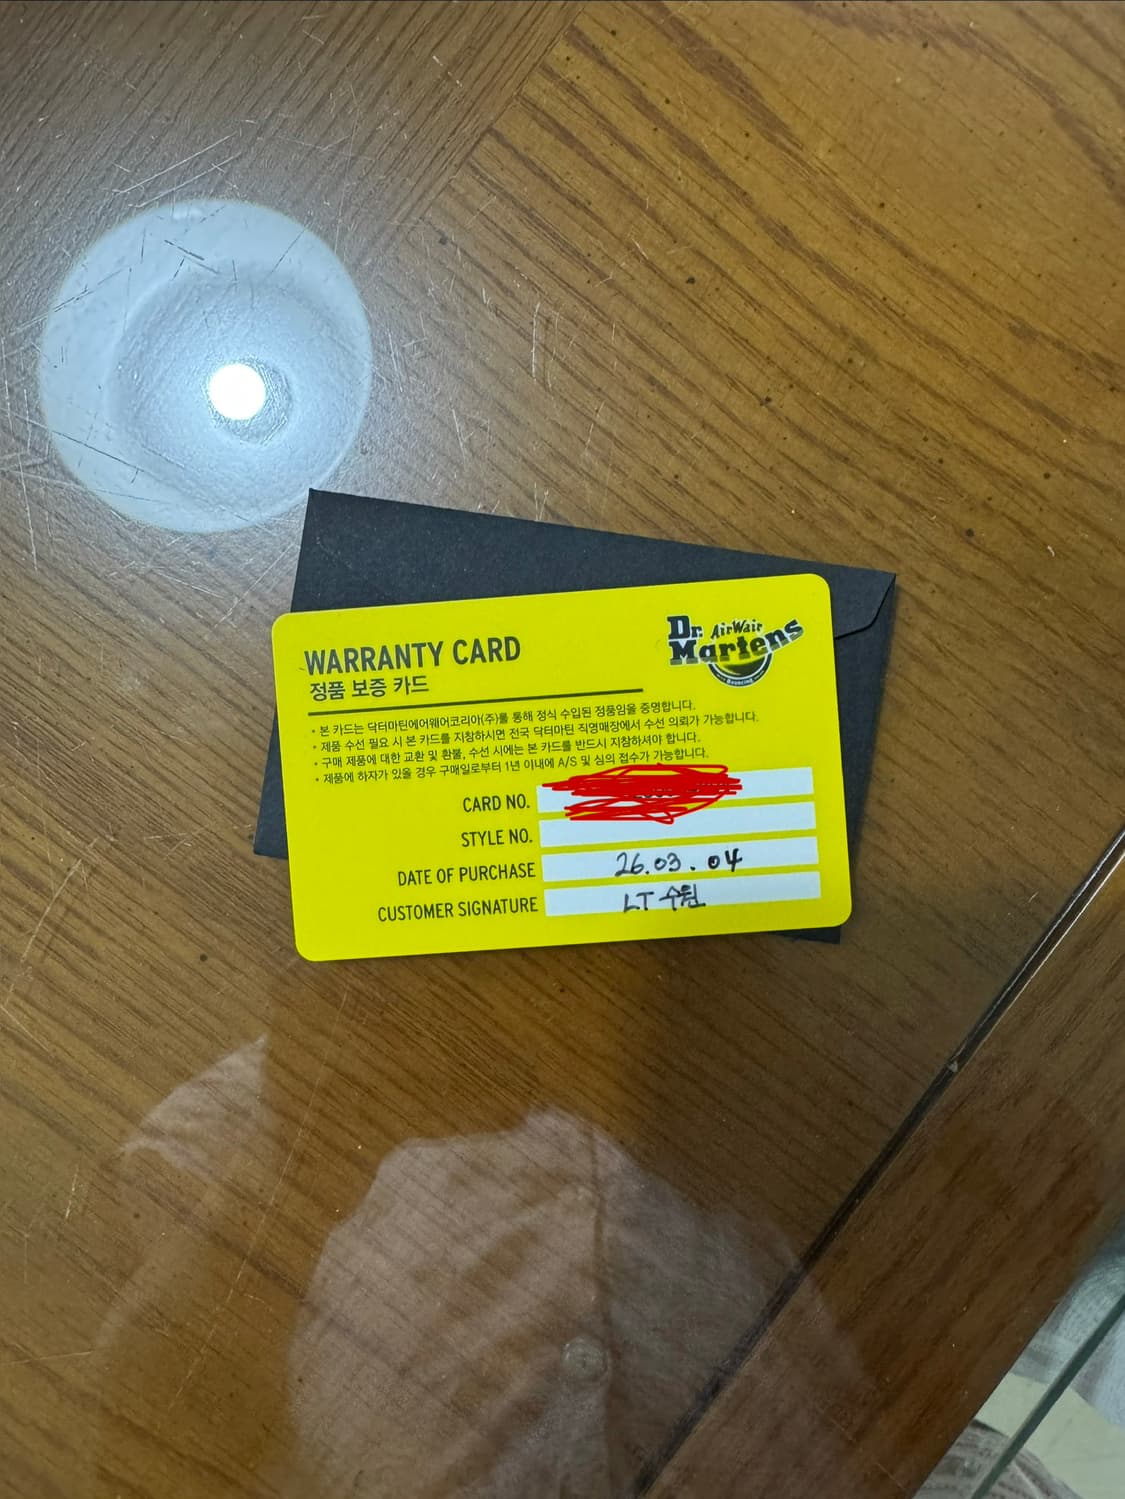 WARRANTY CARD
정품 보증 카드
Dr. AirWair
Martens
BOUNCING
• 본 카드는 닥터마틴에어웨어코리아(주)를 통해 정식 수입된 정품임을 증명합니다.
• 제품 수선 필요 시 본 카드를 지참하시면 전국 닥터마틴 직영매장에서 수선 의뢰가 가능합니다.
• 구매 제품에 대한 교환 및 환불, 수선 시에는 본 카드를 반드시 지참하셔야 합니다.
• 제품에 하자가 있을 경우 구매일로부터 1년 이내에 A/S 및 심의 접수가 가능합니다.
CARD NO.
STYLE NO.
DATE OF PURCHASE 26.03.04
CUSTOMER SIGNATURE LT 수원